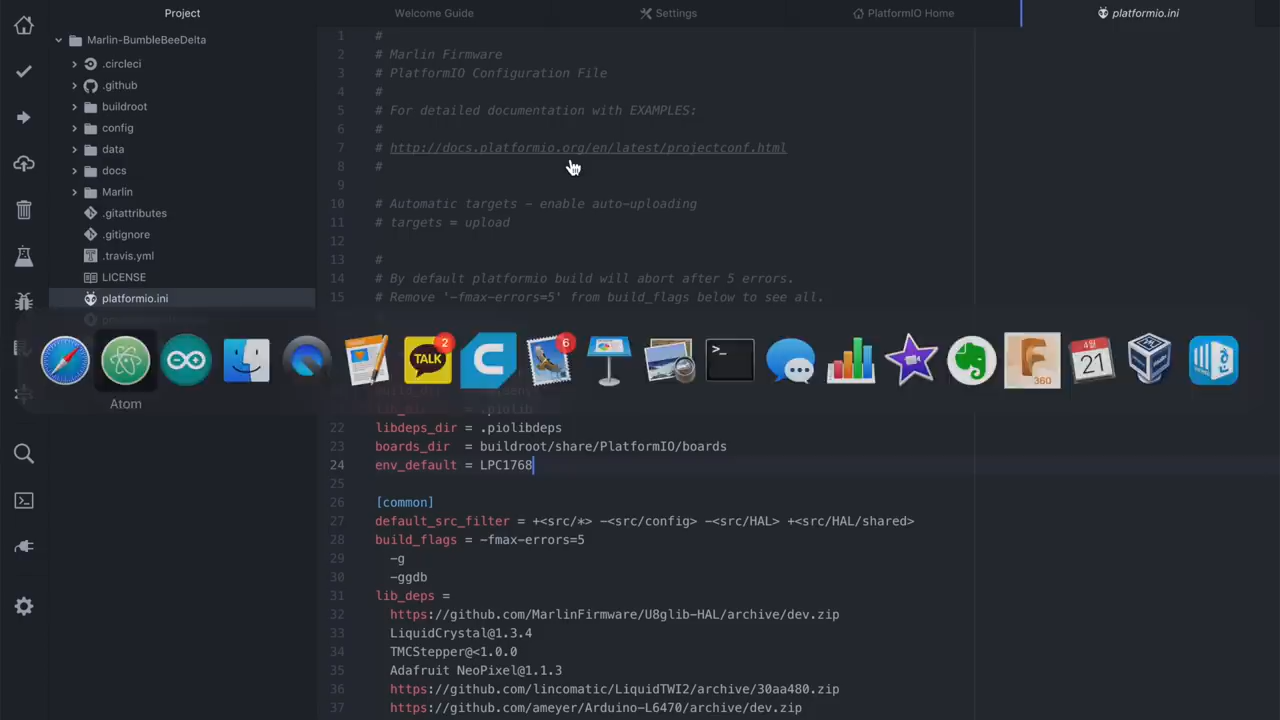 Project
Welcome Guide
Settings
PlatformIO Home
platformio.ini
Marlin-BumbleBeeDelta
.circleci
.github
buildroot
config
data
docs
Marlin
.gitattributes
.gitignore
.travis.yml
LICENSE
platformio.ini
1 #
2 # Marlin Firmware
3 # PlatformIO Configuration File
4 #
5 # For detailed documentation with EXAMPLES:
6 #
7 # http://docs.platformio.org/en/latest/projectconf.html
8 #
9
10 # Automatic targets - enable auto-uploading
11 # targets = upload
12
13 #
14 # By default platformio build will abort after 5 errors.
15 # Remove '-fmax-errors=5' from build_flags below to see all.
TALK
2
C
6
>_
F
360
4월
21
Atom
22 libdeps_dir = .piolibdeps
23 boards_dir = buildroot/share/PlatformIO/boards
24 env_default = LPC1768
25
26 [common]
27 default_src_filter = +<src/*> -<src/config> -<src/HAL> +<src/HAL/shared>
28 build_flags = -fmax-errors=5
29 -g
30 -ggdb
31 lib_deps =
32 https://github.com/MarlinFirmware/U8glib-HAL/archive/dev.zip
33 LiquidCrystal@1.3.4
34 TMCStepper@<1.0.0
35 Adafruit NeoPixel@1.1.3
36 https://github.com/lincomatic/LiquidTWI2/archive/30aa480.zip
37 https://github.com/ameyer/Arduino-L6470/archive/dev.zip